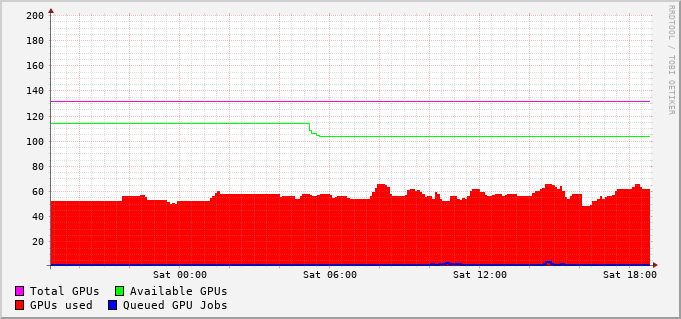 200
180
160
140
120
100
80
60
40
20
Sat 00:00 Sat 06:00 Sat 12:00 Sat 18:00
Total GPUs Available GPUs
GPUs used Queued GPU Jobs
RRDTOOL / TOBI OETIKER